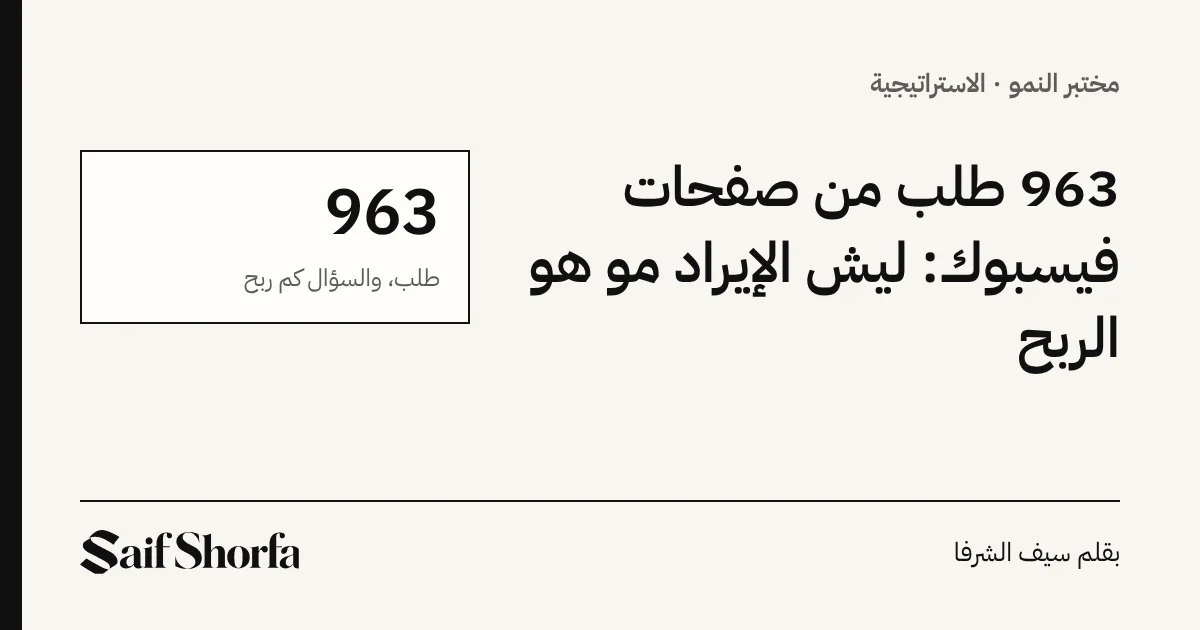 مختبر النمو · الاستراتيجية
963 طلب من صفحات
فيسبوك: ليش الإيراد مو هو
الربح
963
طلب، والسؤال كم ربح
بقلم سيف الشرفا
Saif Shorfa